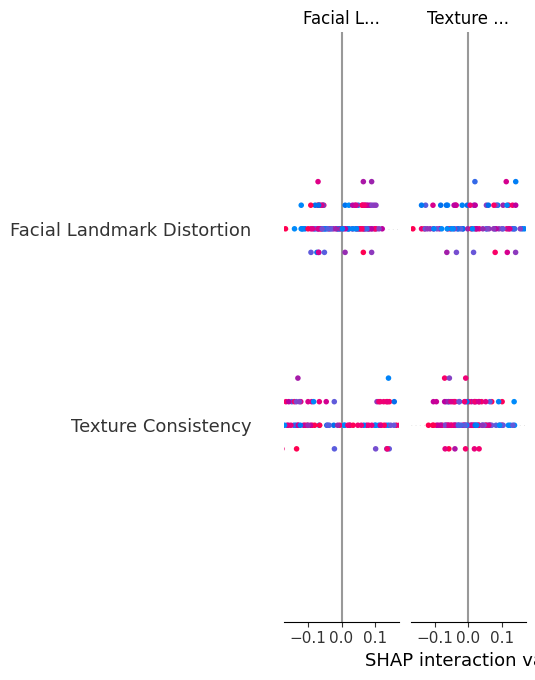 Facial L... Texture ...
Facial Landmark Distortion
Texture Consistency
−0.1 0.0 0.1 −0.1 0.0 0.1
SHAP interaction va